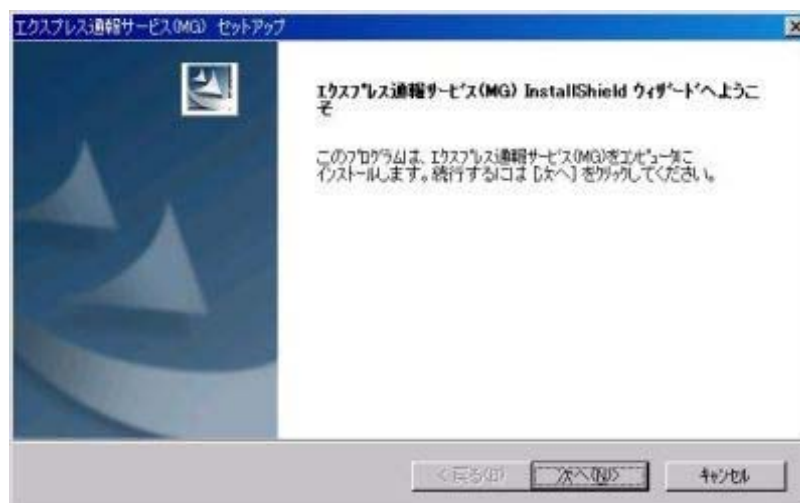 エクスプレス通報サービス(MG) セットアップ
エクスプレス通報サービス(MG) InstallShield ウィザードへようこ
そ
このプログラムは、エクスプレス通報サービス(MG)をコンピュータに
インストールします。続行するには [次へ] をクリックしてください。
< 戻る(B) 次へ(N)> キャンセル